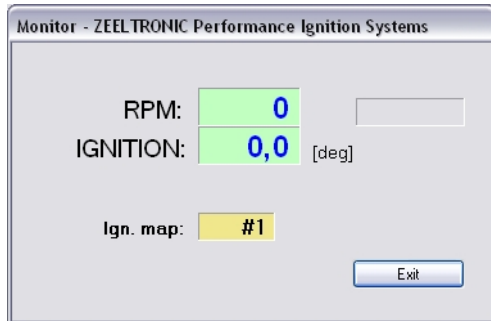 Monitor - ZEELTRONIC Performance Ignition Systems
RPM: 0
IGNITION: 0,0 [deg]
Ign. map: #1
Exit